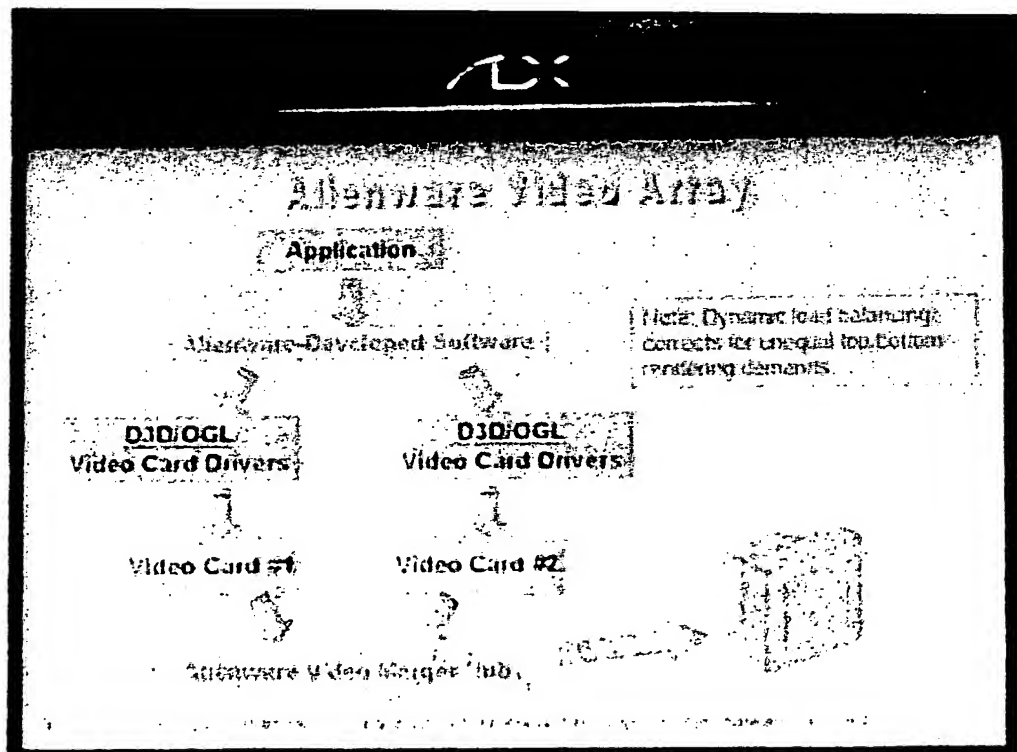 ALX
Alienware Video Array
Application
Alienware-Developed Software
Note: Dynamic load balancing
corrects for unequal top/bottom
rendering demands.
D3D/OGL
Video Card Drivers
D3D/OGL
Video Card Drivers
Video Card #1
Video Card #2
Alienware Video Merger Hub